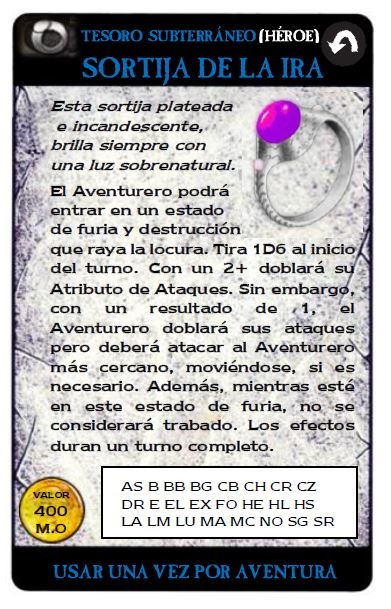 TESORO SUBTERRÁNEO (HÉROE)
SORTIJA DE LA IRA
Esta sortija plateada
e incandescente,
brilla siempre con
una luz sobrenatural.
El Aventurero podrá
entrar en un estado
de furia y destrucción
que raya la locura. Tira 1D6 al inicio
del turno. Con un 2+ doblará su
Atributo de Ataques. Sin embargo,
con un resultado de 1, el
Aventurero doblará sus ataques
pero deberá atacar al Aventurero
más cercano, moviéndose, si es
necesario. Además, mientras esté
en este estado de furia, no se
considerará trabado. Los efectos
duran un turno completo.
VALOR
400
M.O
AS B BB BG CB CH CR CZ
DR E EL EX FO HE HL HS
LA LM LU MA MC NO SG SR
USAR UNA VEZ POR AVENTURA